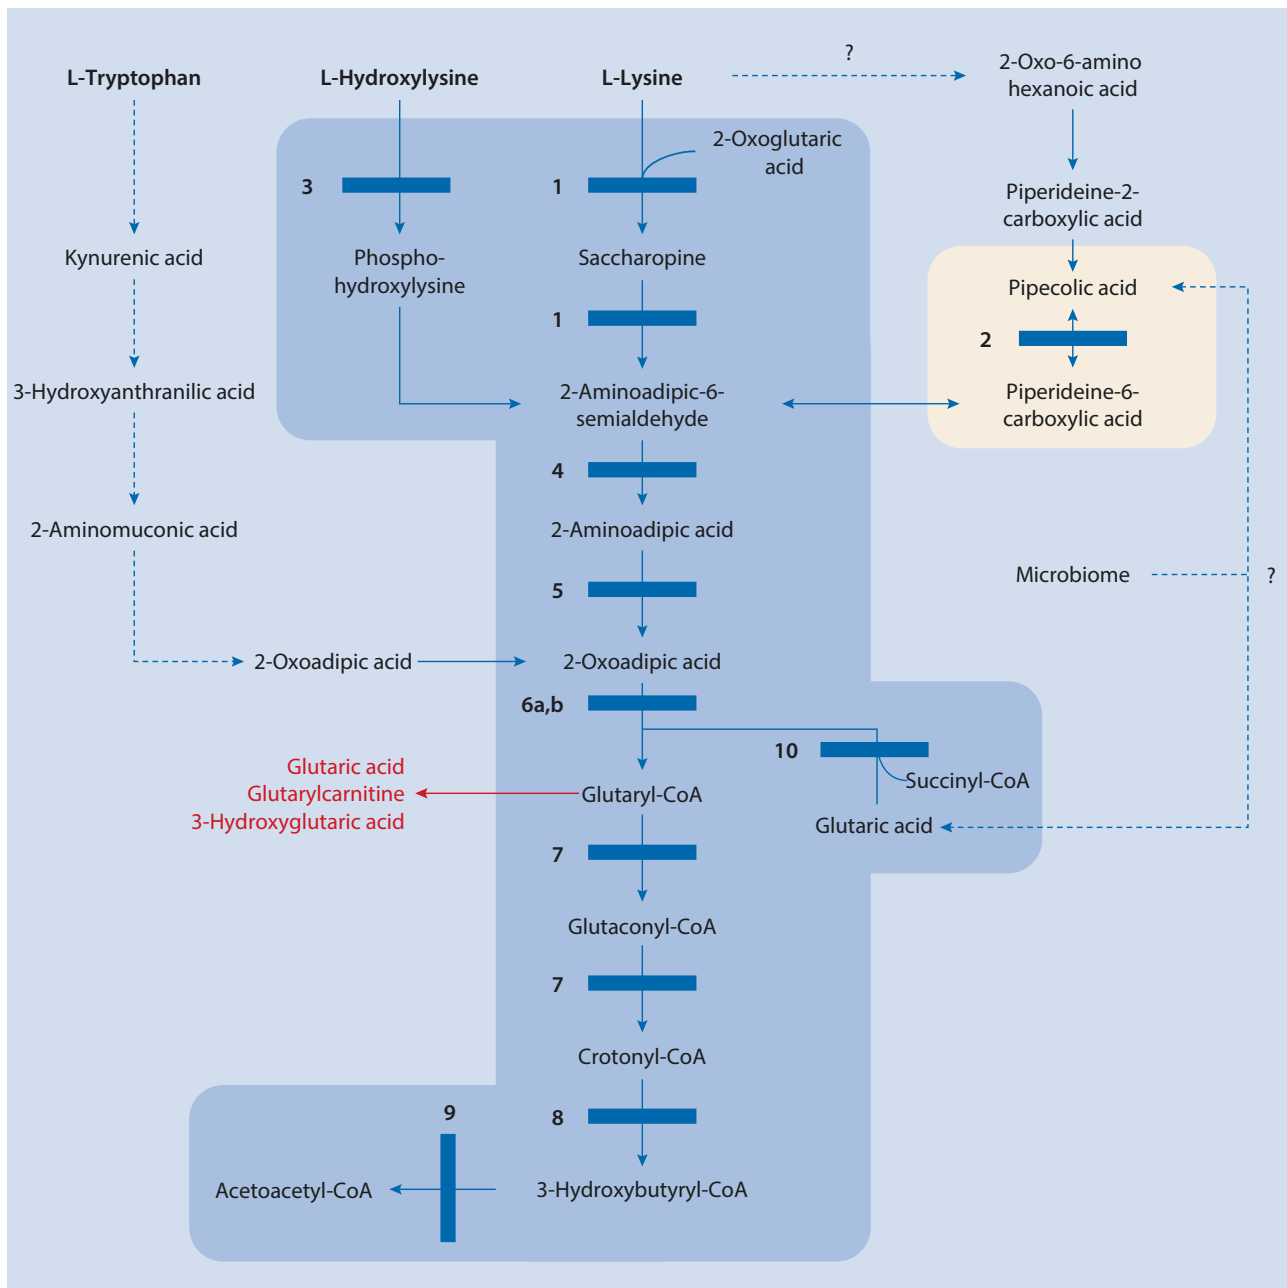 L-Tryptophan
L-Hydroxylysine
L-Lysine
?
2-Oxo-6-amino
hexanoic acid
2-Oxoglutaric
acid
3
1
Piperideine-2-
carboxylic acid
Kynurenic acid
Phospho-
hydroxylysine
Saccharopine
Pipecolic acid
1
2
3-Hydroxyanthranilic acid
2-Aminoadipic-6-
semialdehyde
Piperideine-6-
carboxylic acid
4
2-Aminomuconic acid
2-Aminoadipic acid
Microbiome
?
5
2-Oxoadipic acid
2-Oxoadipic acid
6a,b
10
Glutaric acid
Glutarylcarnitine
3-Hydroxyglutaric acid
Glutaryl-CoA
Succinyl-CoA
Glutaric acid
7
Glutaconyl-CoA
7
Crotonyl-CoA
9
8
Acetoacetyl-CoA
3-Hydroxybutyryl-CoA